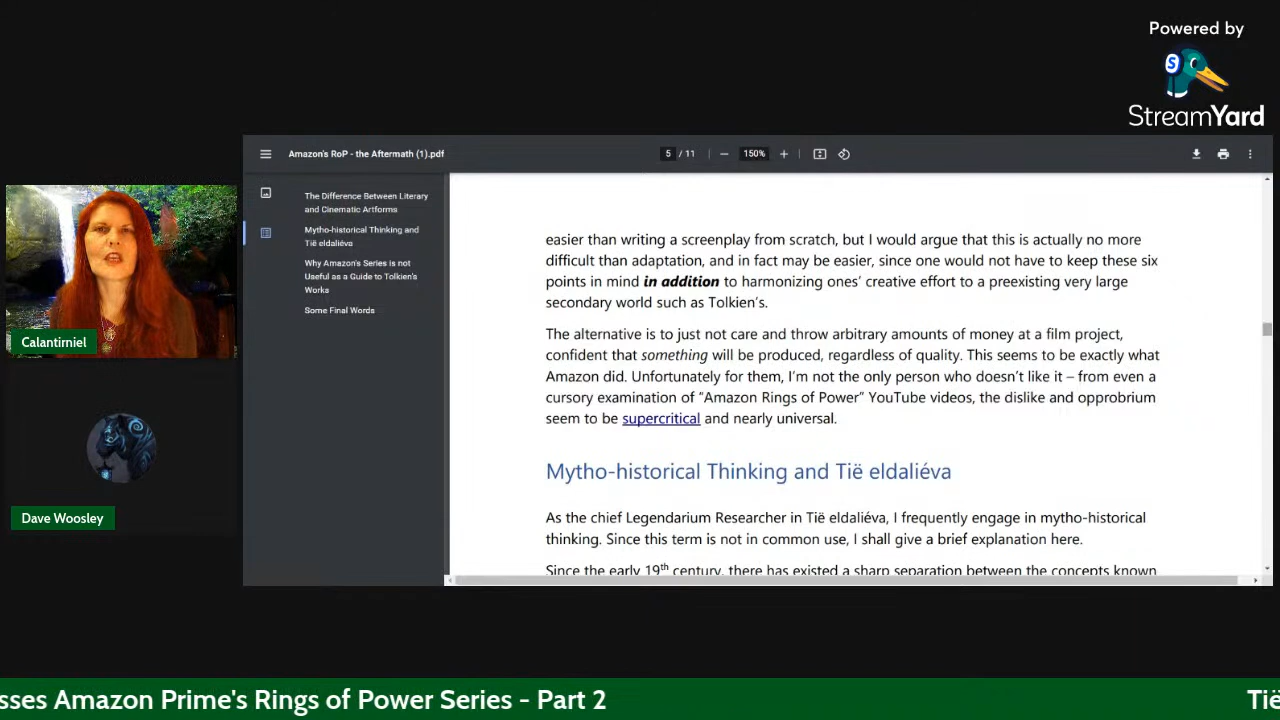 Powered by
S
StreamYard
Amazon's RoP - the Aftermath (1).pdf
5 / 11
150%
The Difference Between Literary
and Cinematic Artforms
Mytho-historical Thinking and
Tië eldaliéva
Why Amazon's Series is not
Useful as a Guide to Tolkien's
Works
Some Final Words
easier than writing a screenplay from scratch, but I would argue that this is actually no more
difficult than adaptation, and in fact may be easier, since one would not have to keep these six
points in mind in addition to harmonizing ones’ creative effort to a preexisting very large
secondary world such as Tolkien’s.
The alternative is to just not care and throw arbitrary amounts of money at a film project,
confident that something will be produced, regardless of quality. This seems to be exactly what
Amazon did. Unfortunately for them, I’m not the only person who doesn’t like it – from even a
cursory examination of “Amazon Rings of Power” YouTube videos, the dislike and opprobrium
seem to be supercritical and nearly universal.
Mytho-historical Thinking and Tië eldaliéva
As the chief Legendarium Researcher in Tië eldaliéva, I frequently engage in mytho-historical
thinking. Since this term is not in common use, I shall give a brief explanation here.
Since the early 19th century, there has existed a sharp separation between the concepts known
Calantirniel
Dave Woosley
sses Amazon Prime's Rings of Power Series - Part 2
Tië